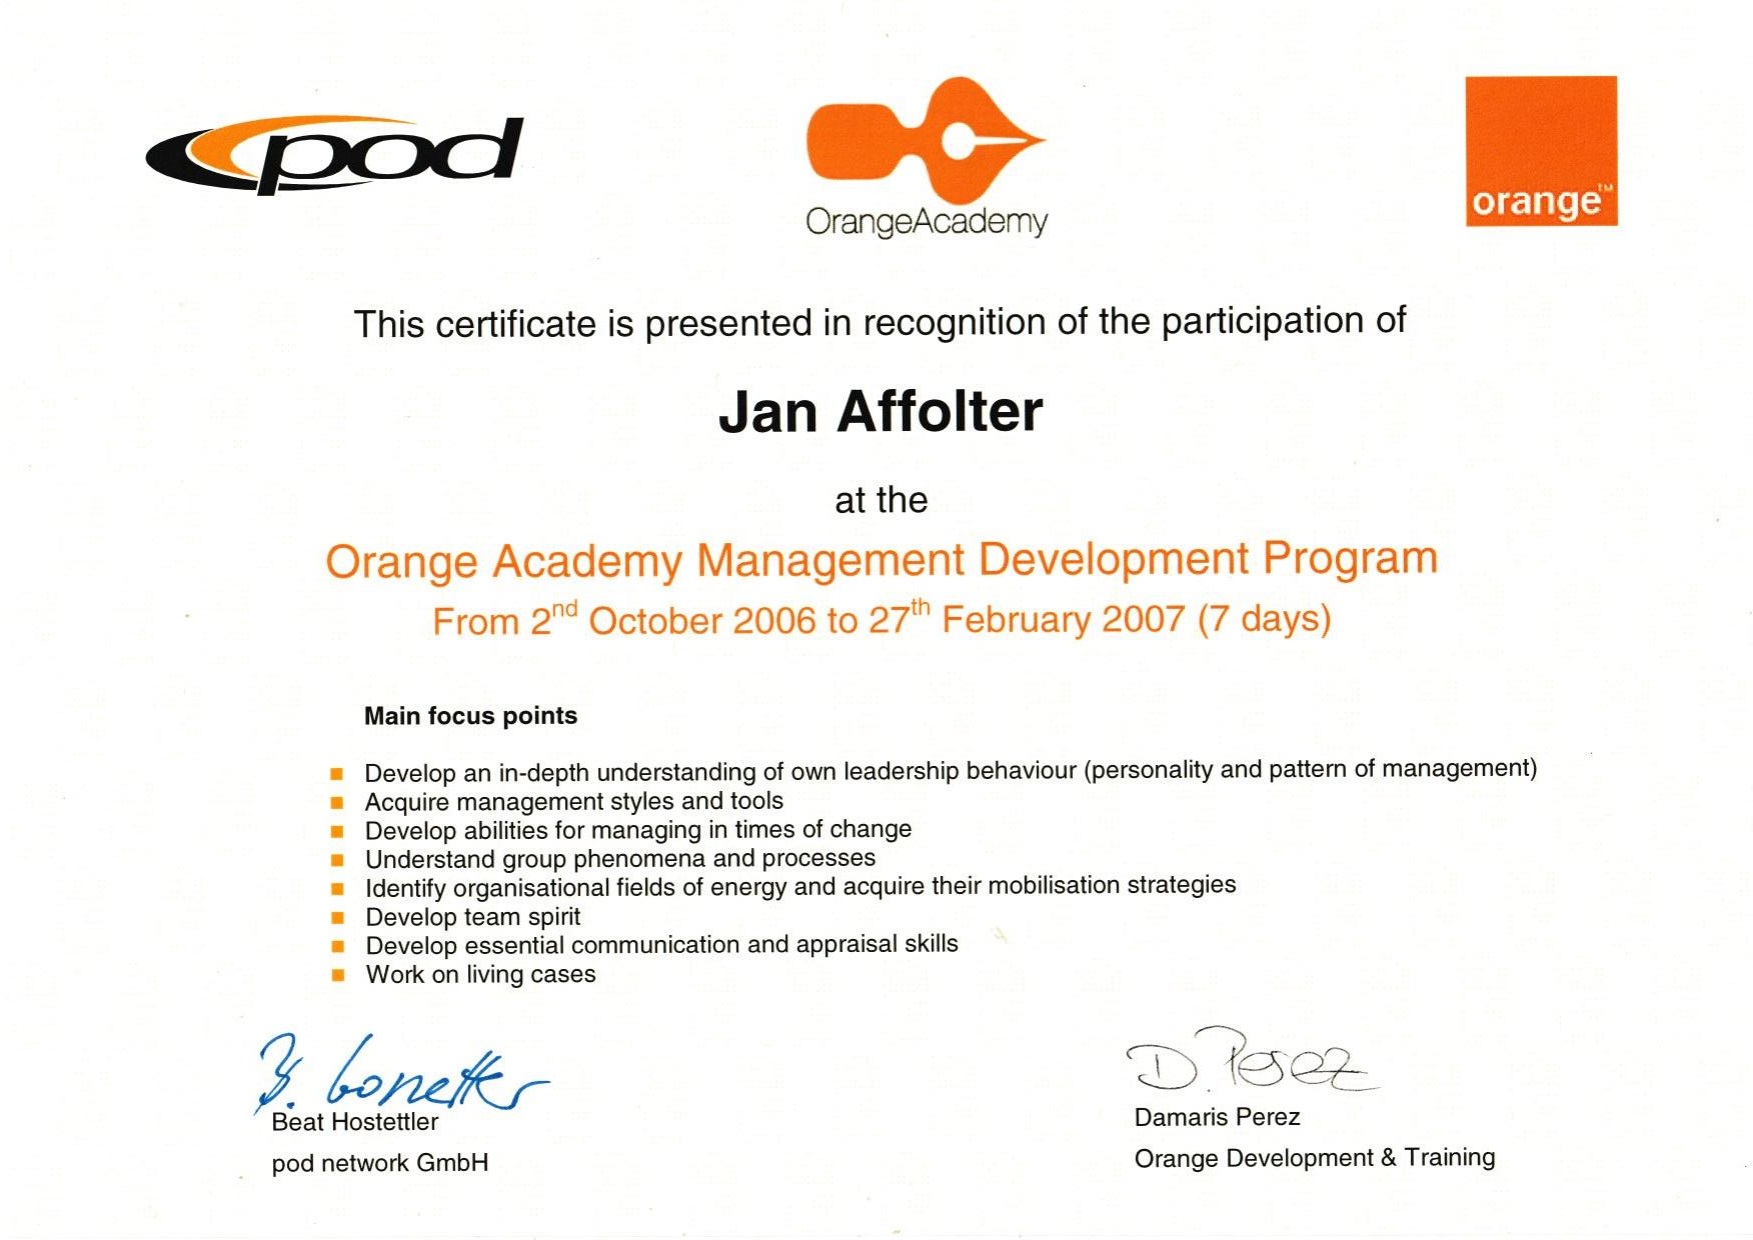 pod
OrangeAcademy
orange™
This certificate is presented in recognition of the participation of
Jan Affolter
at the
Orange Academy Management Development Program
From 2nd October 2006 to 27th February 2007 (7 days)
Main focus points
Develop an in-depth understanding of own leadership behaviour (personality and pattern of management)
Acquire management styles and tools
Develop abilities for managing in times of change
Understand group phenomena and processes
Identify organisational fields of energy and acquire their mobilisation strategies
Develop team spirit
Develop essential communication and appraisal skills
Work on living cases
D. Perez
Beat Hostettler
Damaris Perez
pod network GmbH
Orange Development & Training